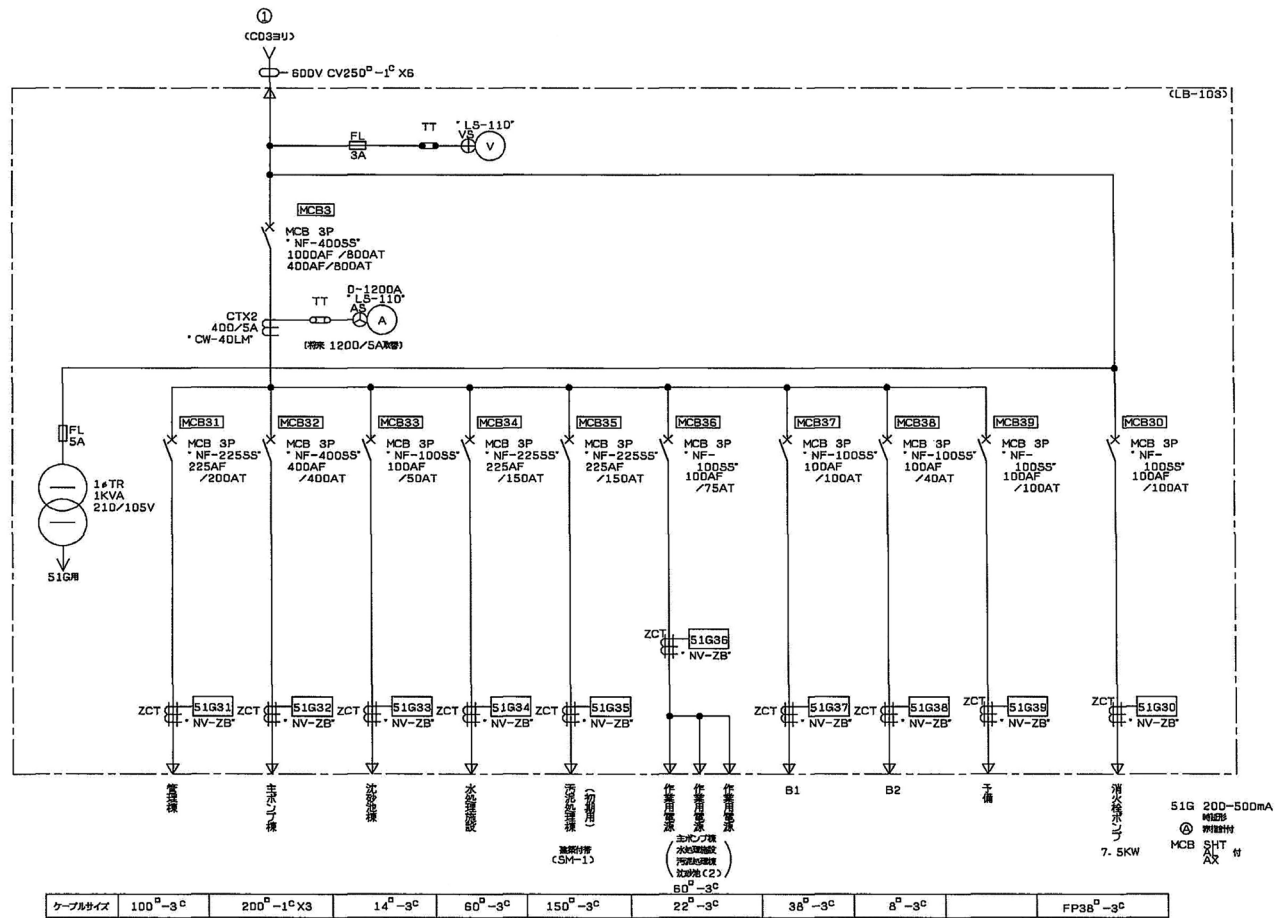 ①
(CD3ヨリ)
600V CV250□-1C X6
(LB-103)
FL
3A
TT
"LS-110"
VS
V
MCB3
MCB 3P
"NF-400SS"
1000AF /800AT
400AF/800AT
0-1200A
"LS-110"
TT
AS
A
CTX2
400/5A
"CW-40LM"
(将来 1200/5A取替)
FL
5A
1φTR
1KVA
210/105V
51G用
MCB31
MCB 3P
"NF-225SS"
225AF
/200AT
MCB32
MCB 3P
"NF-400SS"
400AF
/400AT
MCB33
MCB 3P
"NF-100SS"
100AF
/50AT
MCB34
MCB 3P
"NF-225SS"
225AF
/150AT
MCB35
MCB 3P
"NF-225SS"
225AF
/150AT
MCB36
MCB 3P
"NF-
100SS"
100AF
/75AT
MCB37
MCB 3P
"NF-100SS"
100AF
/100AT
MCB38
MCB 3P
"NF-100SS"
100AF
/40AT
MCB39
MCB 3P
"NF-
100SS"
100AF
/100AT
MCB30
MCB 3P
"NF-
100SS"
100AF
/100AT
ZCT
51G36
"NV-ZB"
ZCT
51G31
"NV-ZB"
ZCT
51G32
"NV-ZB"
ZCT
51G33
"NV-ZB"
ZCT
51G34
"NV-ZB"
ZCT
51G35
"NV-ZB"
ZCT
51G37
"NV-ZB"
ZCT
51G38
"NV-ZB"
ZCT
51G39
"NV-ZB"
ZCT
51G30
"NV-ZB"
管理棟
主ポンプ棟
沈砂池棟
水処理施設
汚泥処理棟
(初期用)
建築付帯
(SM-1)
作業用電源
作業用電源
作業用電源
主ポンプ棟
水処理施設
汚泥処理棟
沈砂池(2)
60□-3C
B1
B2
予備
消火栓ポンプ
7.5KW
51G 200-500mA
時延形
Ⓐ 赤指針付
MCB SHT
AL 付
AX
ケーブルサイズ 100□-3C 200□-1C X3 14□-3C 60□-3C 150□-3C 22□-3C 38□-3C 8□-3C FP38□-3C